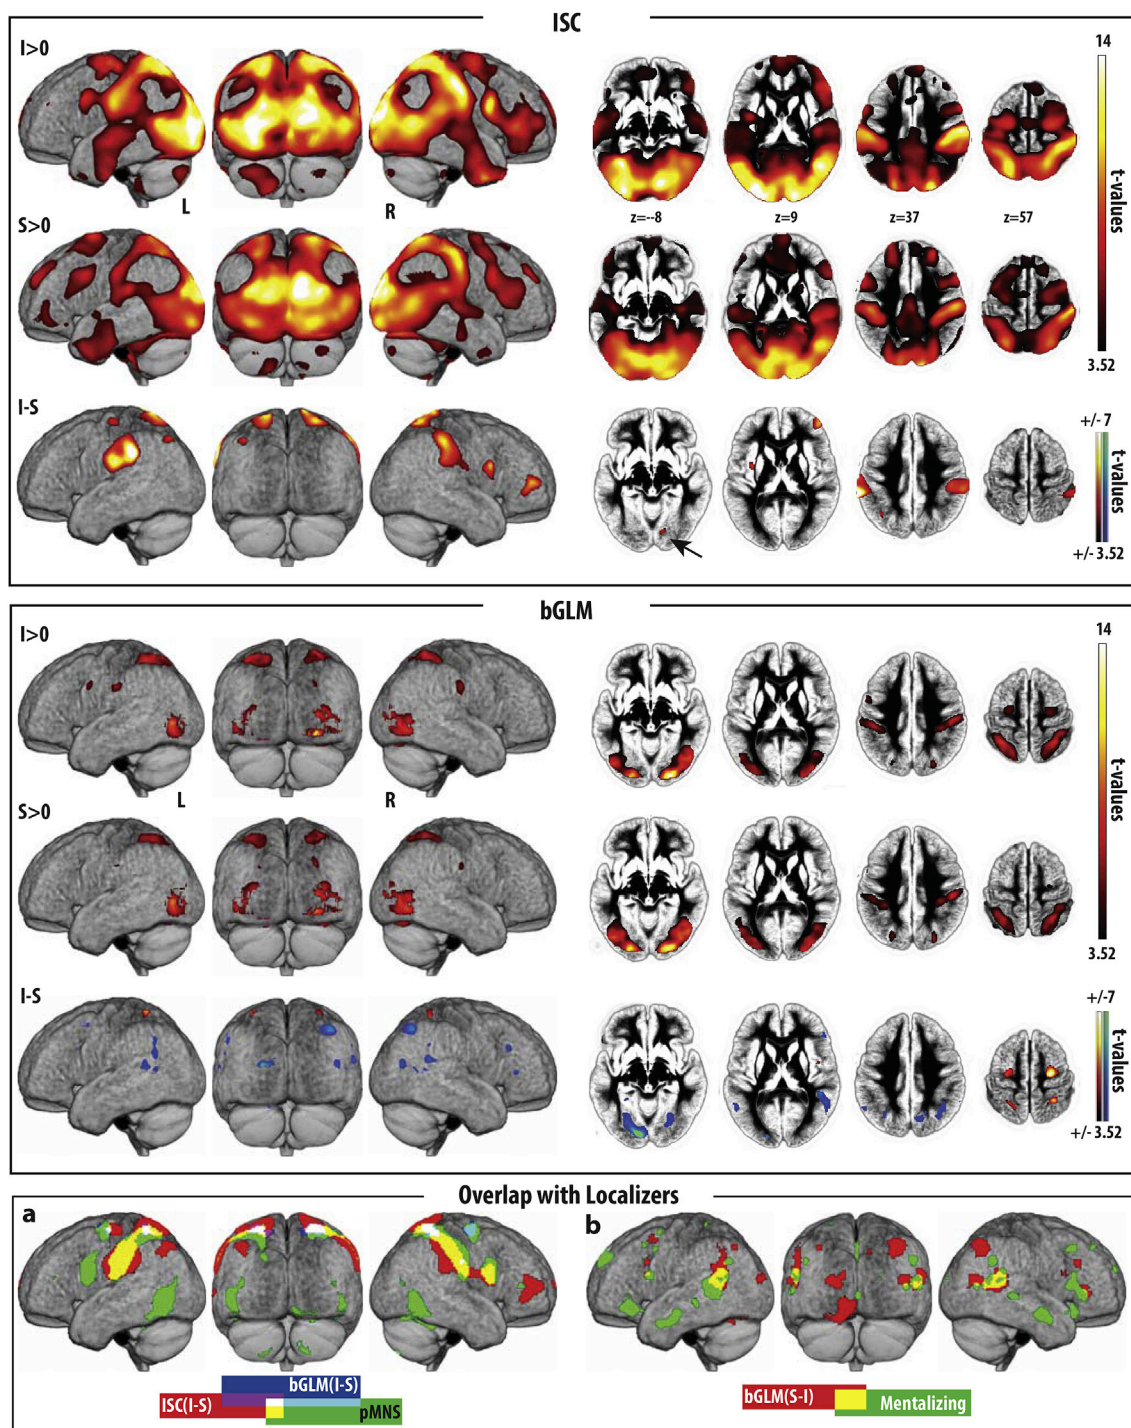 ISC
I>0
14
t-values
3.52
L
R
z=--8
z=9
z=37
z=57
S>0
I-S
+/- 7
t-values
+/- 3.52
bGLM
I>0
14
t-values
3.52
L
R
S>0
I-S
+/-7
t-values
+/- 3.52
Overlap with Localizers
a
b
bGLM(I-S)
ISC(I-S)
pMNS
bGLM(S-I)
Mentalizing